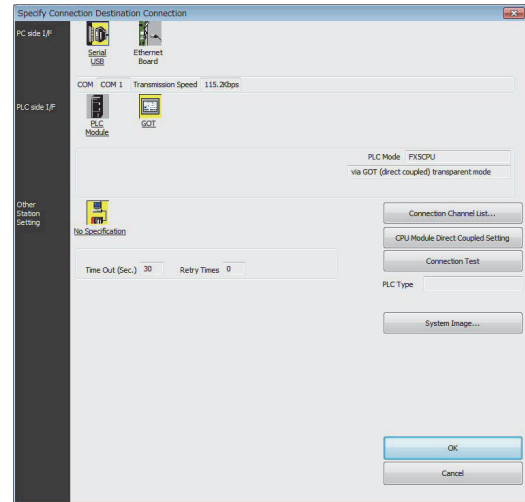 Specify Connection Destination Connection
PC side I/F
Serial
USB
Ethernet
Board
COM COM 1 Transmission Speed 115.2Kbps
PLC side I/F
PLC
Module
GOT
PLC Mode FX5CPU
via GOT (direct coupled) transparent mode
Other
Station
Setting
No Specification
Connection Channel List...
CPU Module Direct Coupled Setting
Time Out (Sec.) 30 Retry Times 0
Connection Test
PLC Type
System Image...
OK
Cancel